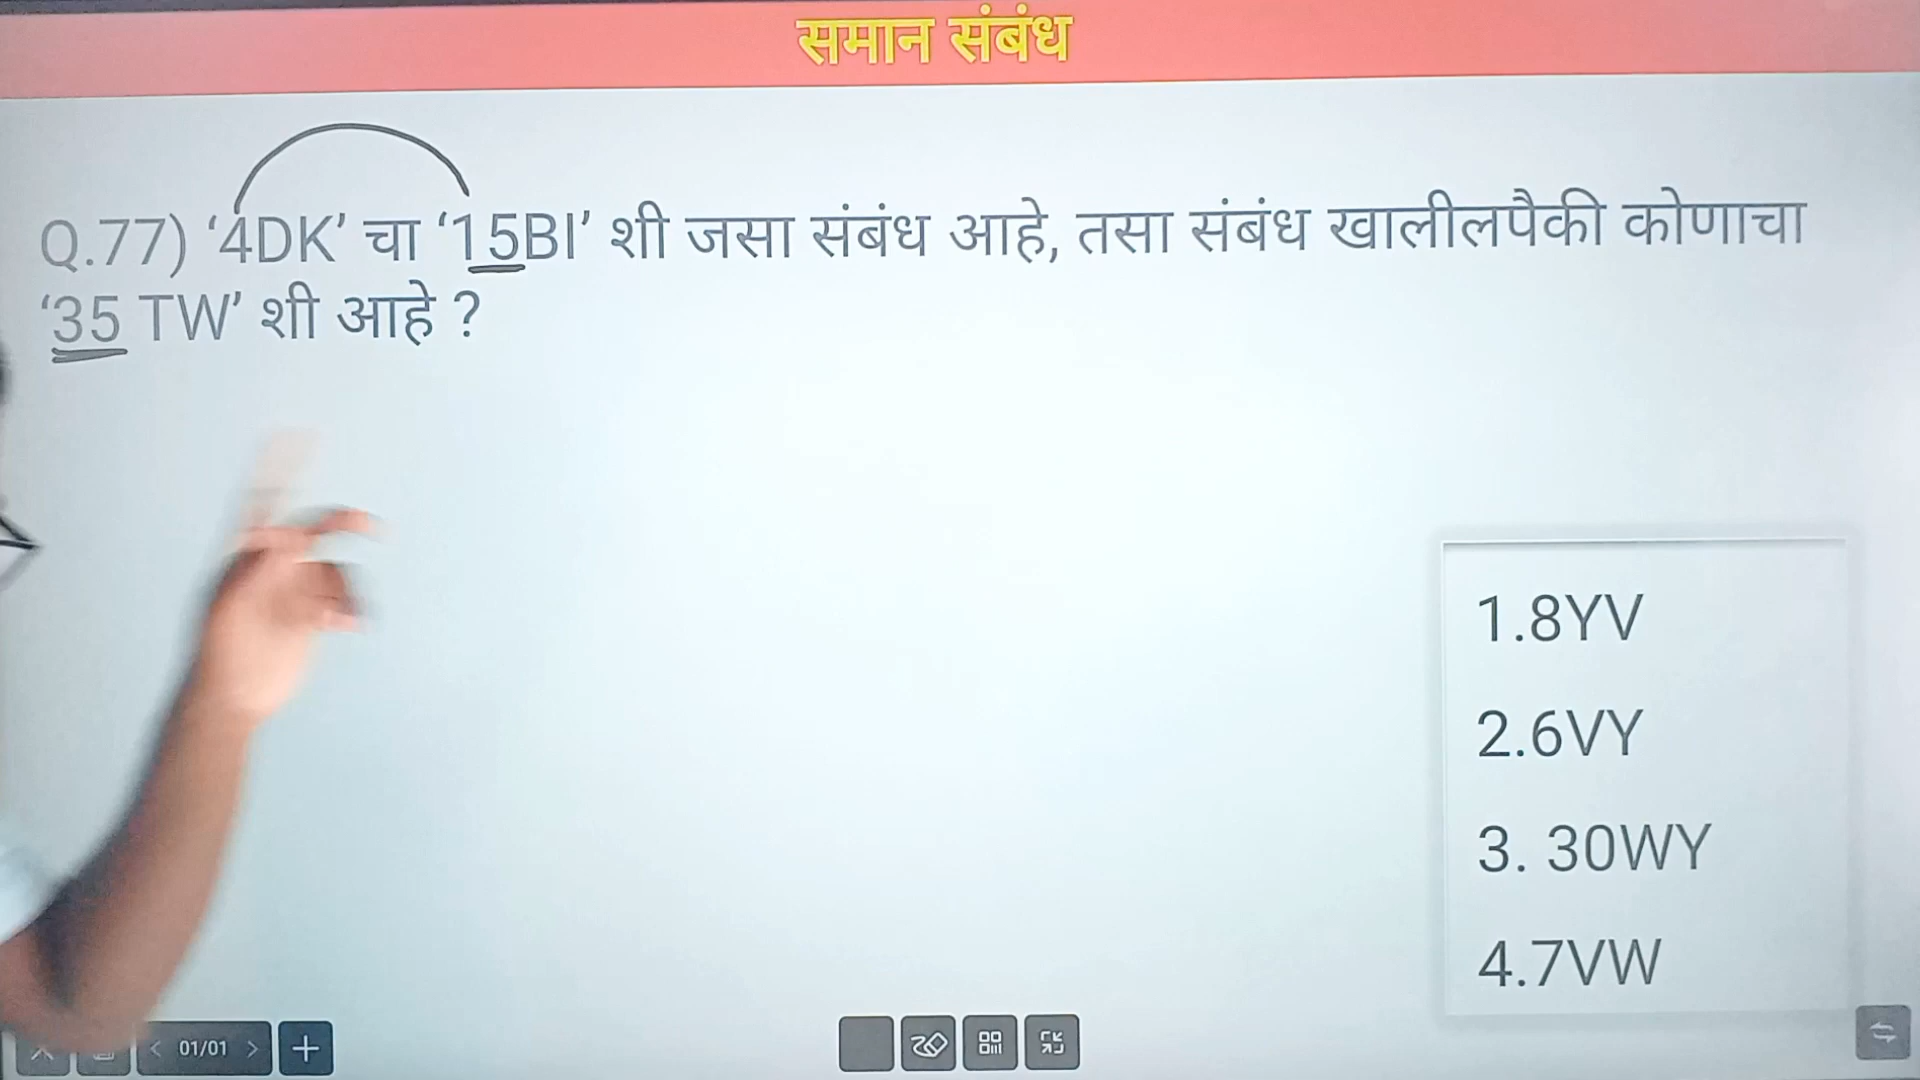 समान संबंध
Q.77) ‘4DK’ चा ‘15BI’ शी जसा संबंध आहे, तसा संबंध खालीलपैकी कोणाचा
‘35 TW’ शी आहे ?
1.8YV
2.6VY
3. 30WY
4.7VW
< 01/01 > +